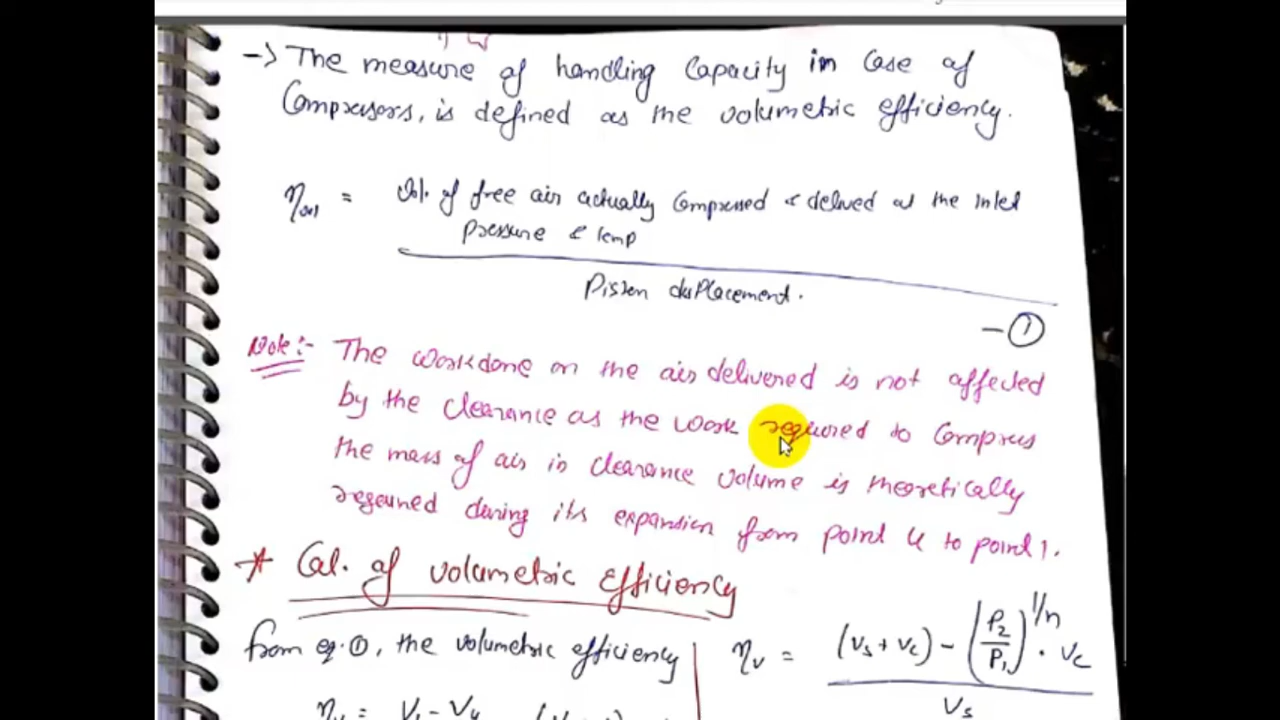 -> The measure of handling Capacity in Case of
Compressors, is defined as the volumetric efficiency.
ηvol = Vol. of free air actually Compressed & delived at the Inlet
pressure & temp
Piston displacement.
- ①
Note:- The workdone on the air delivered is not affected
by the clearance as the work required to Compress
the mass of air in clearance volume is theoretically
regained during its expansion from point 4 to point 1.
* Cal. of volumetric Efficiency
from eq. ①, the volumetric efficiency
ηv = (Vs + Vc) - (P2/P1)^1/n . Vc
Vs
ηv = V1 - V4